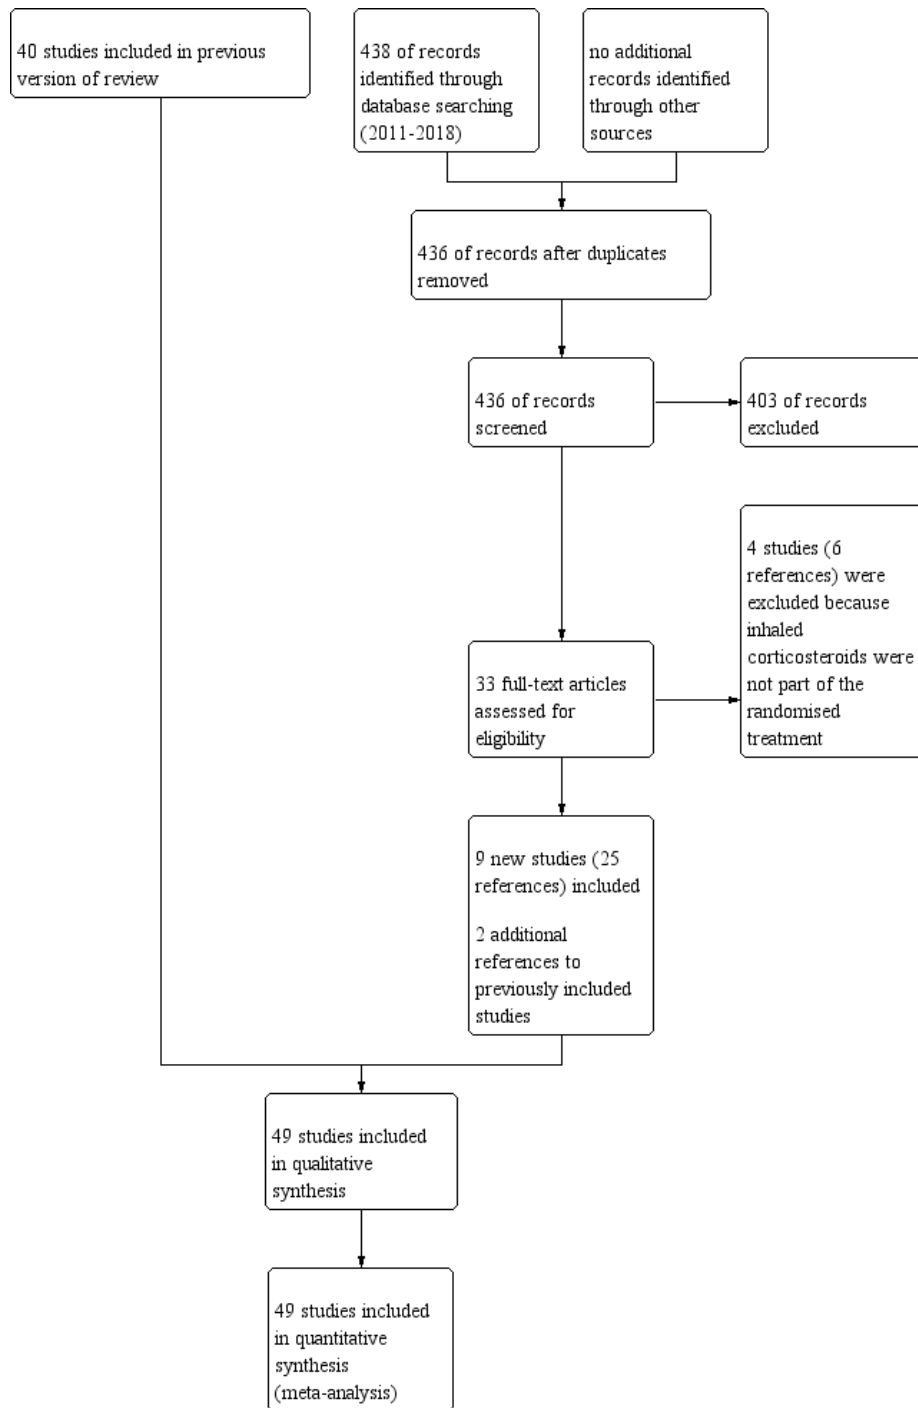 40 studies included in previous
version of review
438 of records
identified through
database searching
(2011-2018)
no additional
records identified
through other
sources
436 of records after duplicates
removed
436 of records
screened
403 of records
excluded
33 full-text articles
assessed for
eligibility
4 studies (6
references) were
excluded because
inhaled
corticosteroids were
not part of the
randomised
treatment
9 new studies (25
references) included
2 additional
references to
previously included
studies
49 studies included
in qualitative
synthesis
49 studies included
in quantitative
synthesis
(meta-analysis)